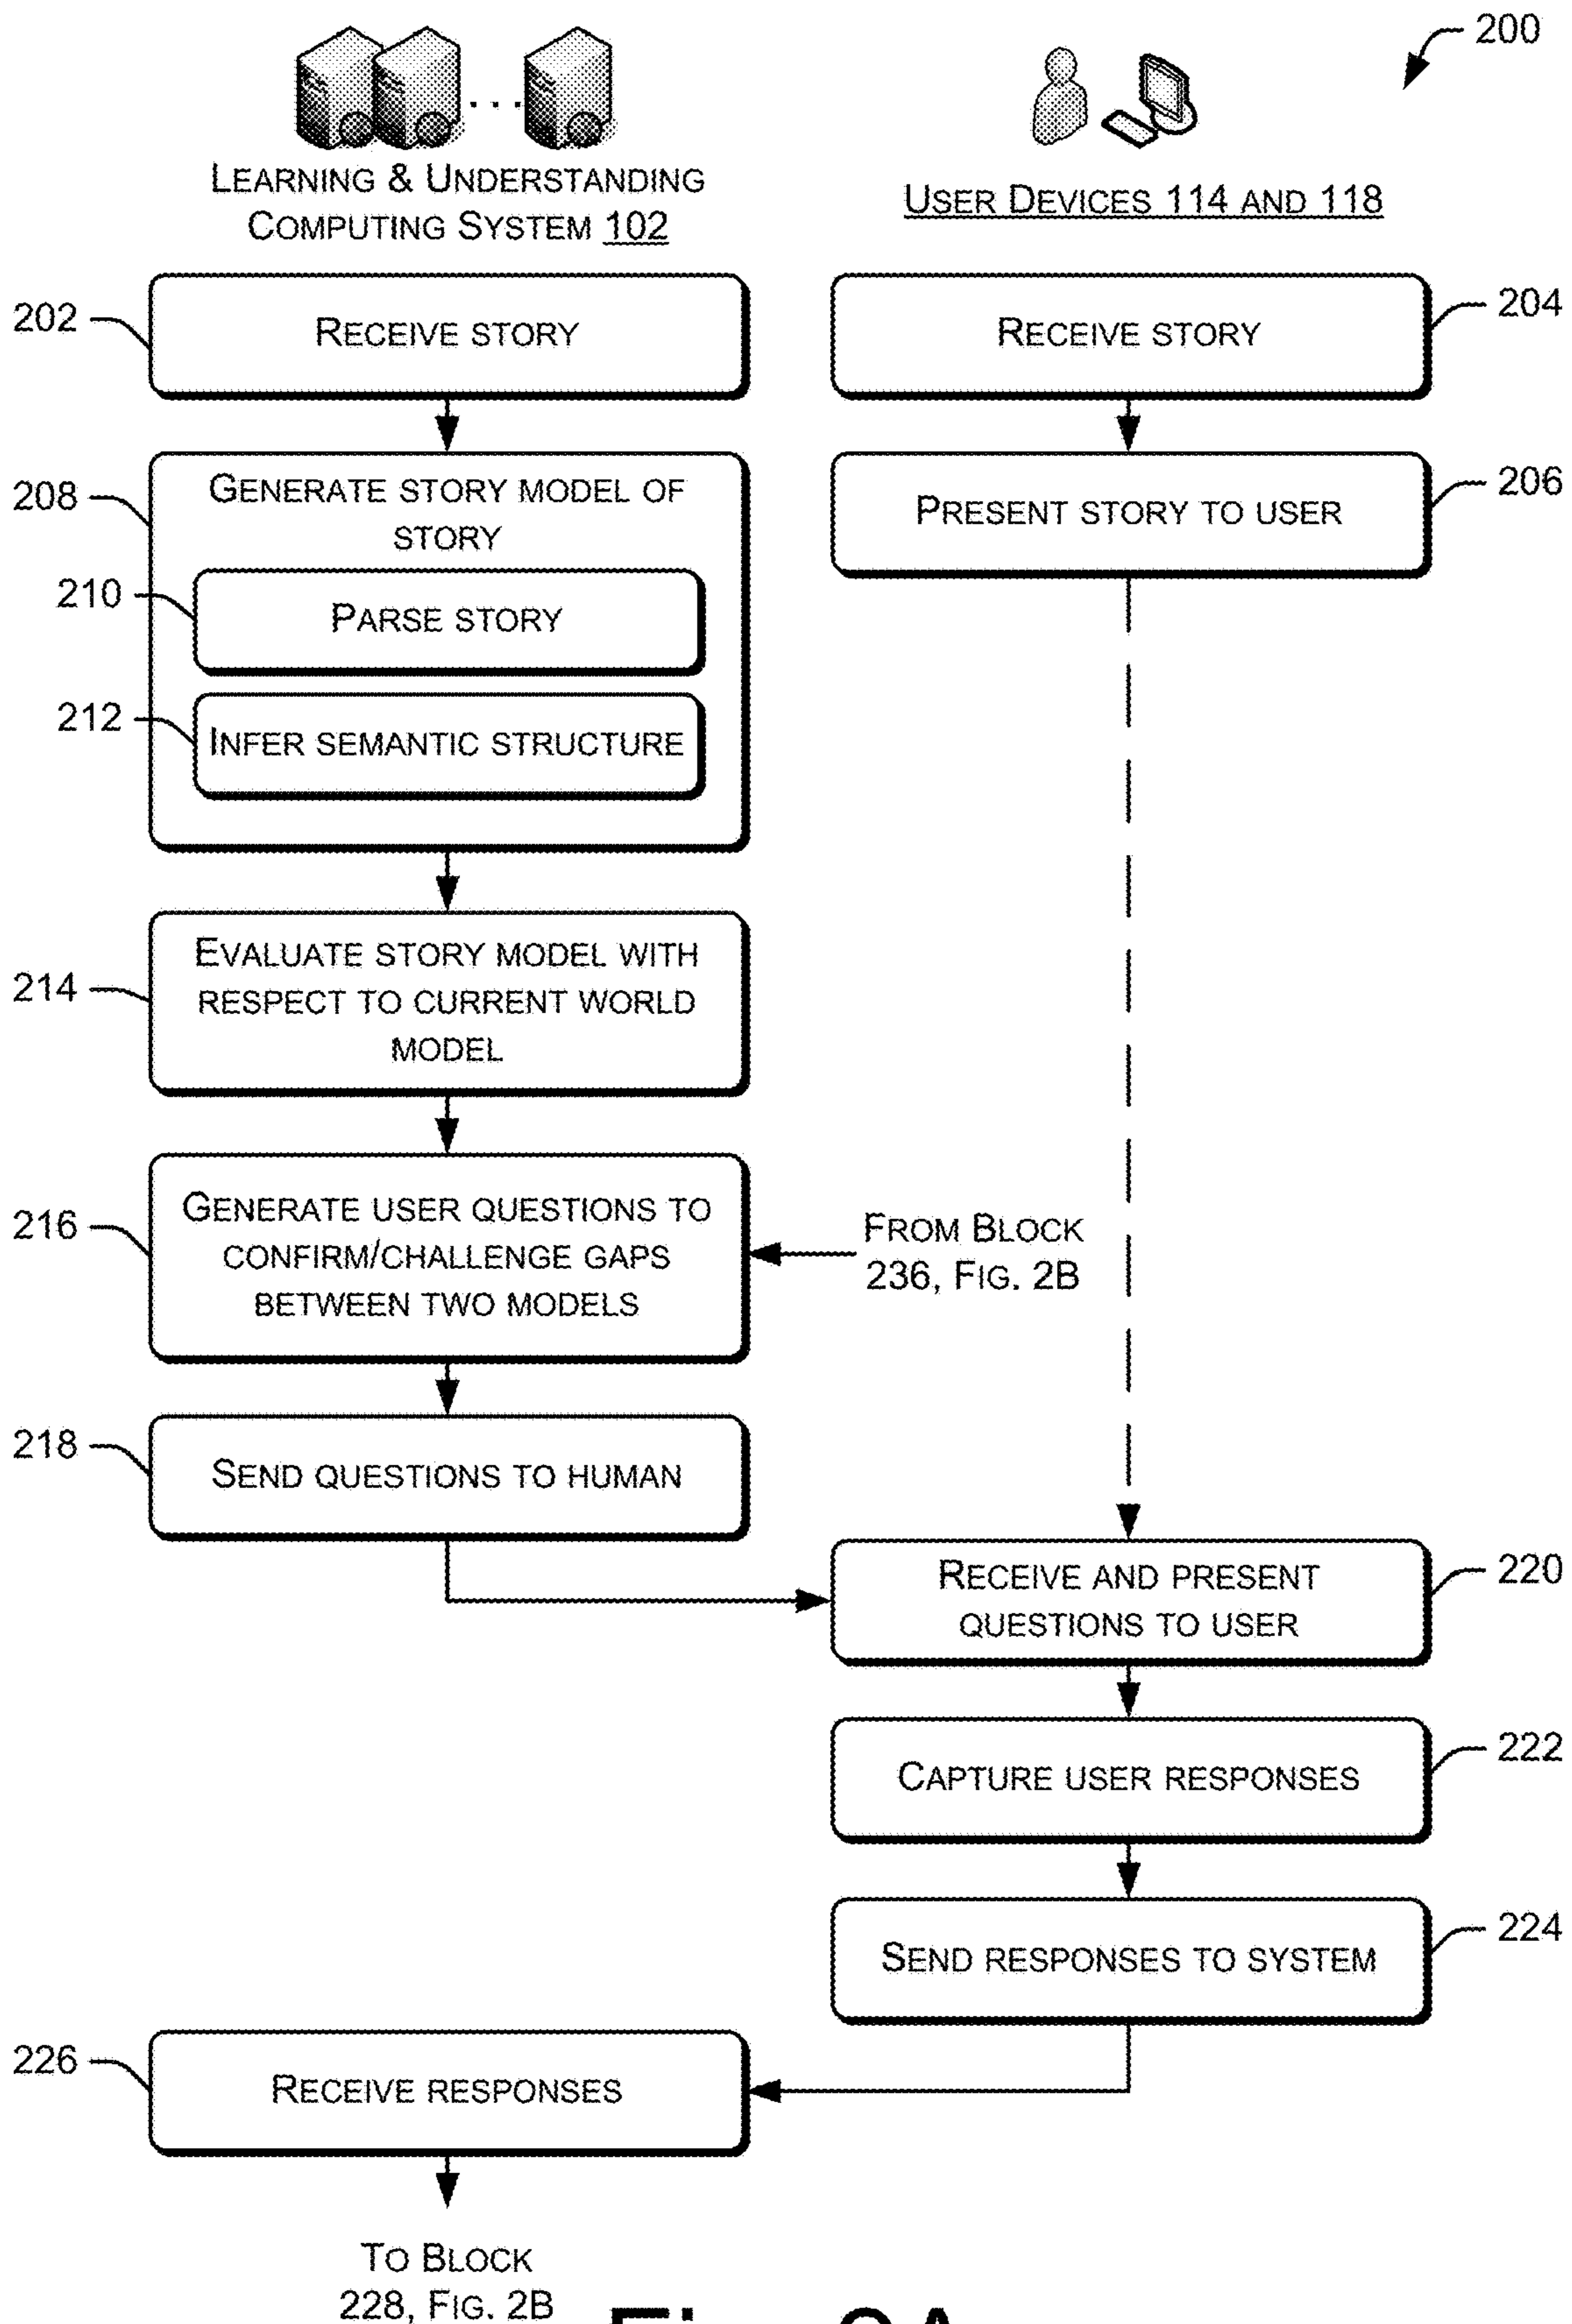 200
LEARNING & UNDERSTANDING
COMPUTING SYSTEM 102
USER DEVICES 114 AND 118
202
RECEIVE STORY
RECEIVE STORY
204
208
GENERATE STORY MODEL OF
STORY
PRESENT STORY TO USER
206
210
PARSE STORY
212
INFER SEMANTIC STRUCTURE
214
EVALUATE STORY MODEL WITH
RESPECT TO CURRENT WORLD
MODEL
216
GENERATE USER QUESTIONS TO
CONFIRM/CHALLENGE GAPS
BETWEEN TWO MODELS
FROM BLOCK
236, FIG. 2B
218
SEND QUESTIONS TO HUMAN
RECEIVE AND PRESENT
QUESTIONS TO USER
220
CAPTURE USER RESPONSES
222
SEND RESPONSES TO SYSTEM
224
226
RECEIVE RESPONSES
TO BLOCK
228, FIG. 2B